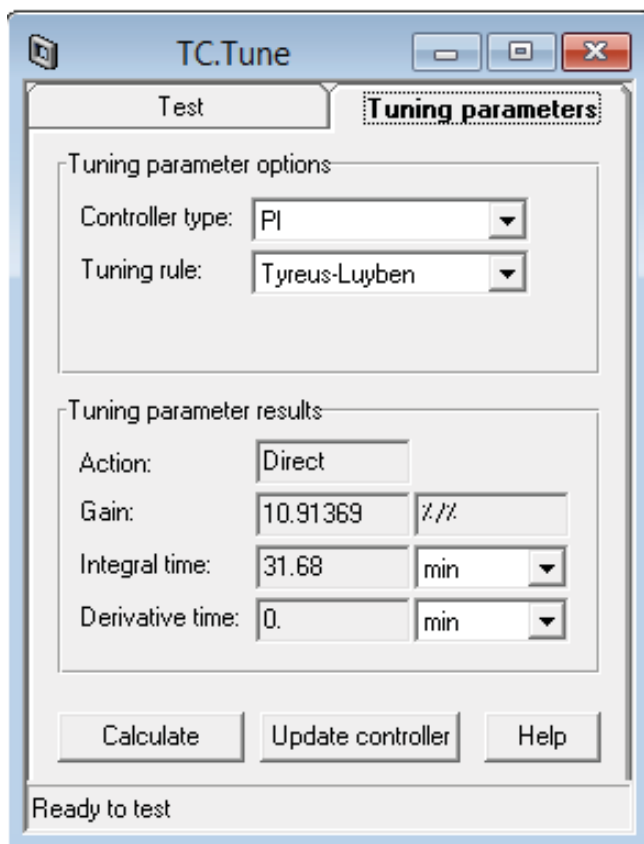 TC.Tune
Test
Tuning parameters
Tuning parameter options
Controller type: PI
Tuning rule: Tyreus-Luyben
Tuning parameter results
Action: Direct
Gain: 10.91369 %/%
Integral time: 31.68 min
Derivative time: 0. min
Calculate Update controller Help
Ready to test